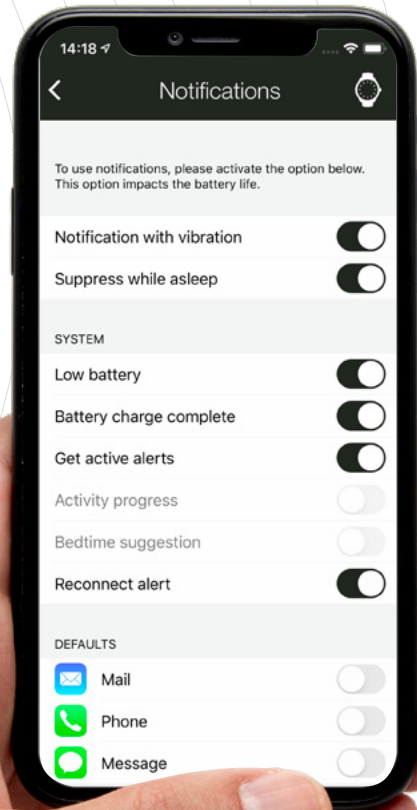 14:18
Notifications
To use notifications, please activate the option below.
This option impacts the battery life.
Notification with vibration
Suppress while asleep
SYSTEM
Low battery
Battery charge complete
Get active alerts
Activity progress
Bedtime suggestion
Reconnect alert
DEFAULTS
Mail
Phone
Message